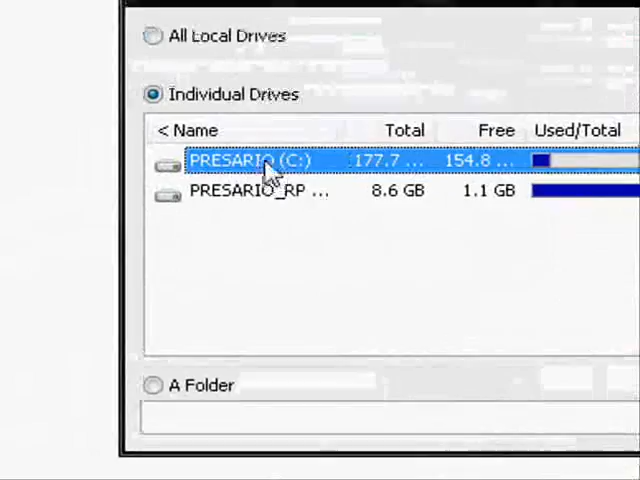 All Local Drives
Individual Drives
< Name Total Free Used/Total
PRESARIO (C:) 177.7 ... 154.8 ...
PRESARIO_RP ... 8.6 GB 1.1 GB
A Folder